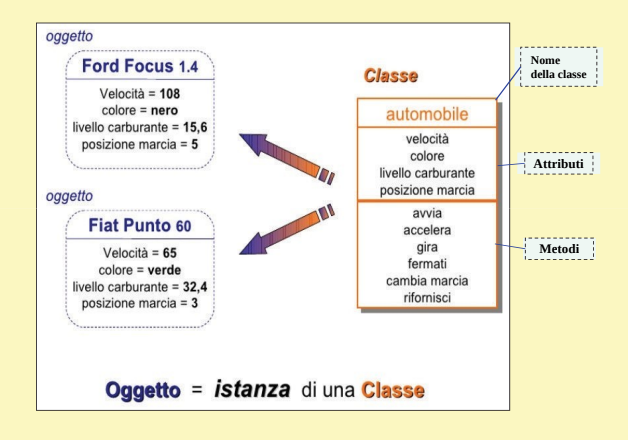 oggetto
Ford Focus 1.4
Velocità = 108
colore = nero
livello carburante = 15,6
posizione marcia = 5
oggetto
Fiat Punto 60
Velocità = 65
colore = verde
livello carburante = 32,4
posizione marcia = 3
Classe
automobile
velocità
colore
livello carburante
posizione marcia
avvia
accelera
gira
fermati
cambia marcia
rifornisci
Nome
della classe
Attributi
Metodi
Oggetto = istanza di una Classe